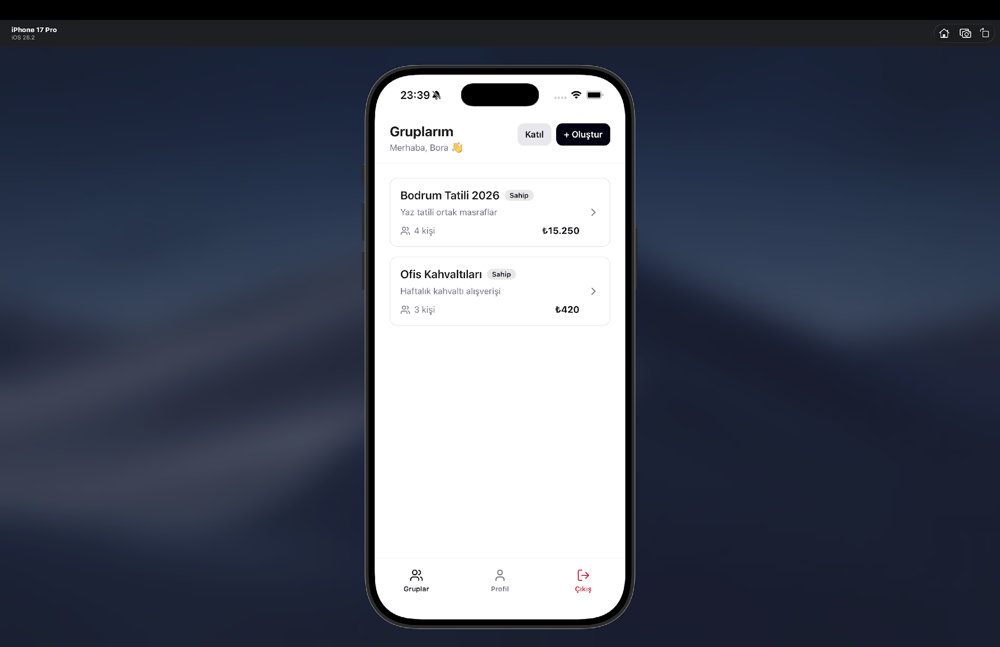 iPhone 17 Pro
iOS 26.2
23:39
Gruplarım
Merhaba, Bora 👋
Katıl
+ Oluştur
Bodrum Tatili 2026 Sahip
Yaz tatili ortak masraflar
4 kişi ₺15.250
Ofis Kahvaltıları Sahip
Haftalık kahvaltı alışverişi
3 kişi ₺420
Gruplar Profil Çıkış